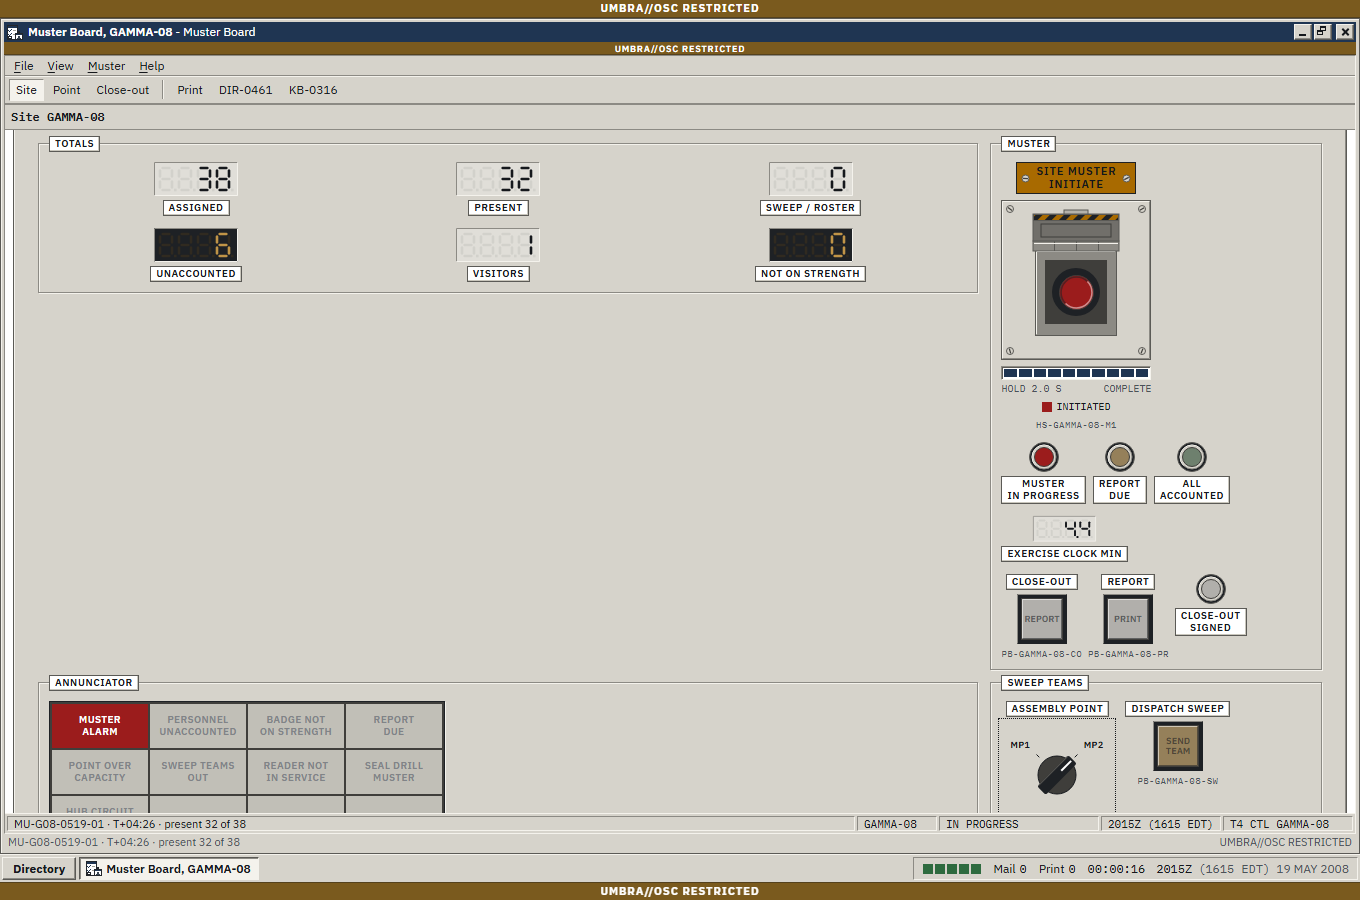 UMBRA//OSC RESTRICTED
Muster Board, GAMMA-08 - Muster Board
UMBRA//OSC RESTRICTED
File View Muster Help
Site Point Close-out Print DIR-0461 KB-0316
Site GAMMA-08
TOTALS
38
ASSIGNED
32
PRESENT
0
SWEEP / ROSTER
6
UNACCOUNTED
1
VISITORS
0
NOT ON STRENGTH
MUSTER
SITE MUSTER
INITIATE
HOLD 2.0 S COMPLETE
INITIATED
HS-GAMMA-08-M1
MUSTER
IN PROGRESS
REPORT
DUE
ALL
ACCOUNTED
4.4
EXERCISE CLOCK MIN
CLOSE-OUT
REPORT
PB-GAMMA-08-CO
REPORT
PRINT
PB-GAMMA-08-PR
CLOSE-OUT
SIGNED
ANNUNCIATOR
MUSTER
ALARM
PERSONNEL
UNACCOUNTED
BADGE NOT
ON STRENGTH
REPORT
DUE
POINT OVER
CAPACITY
SWEEP TEAMS
OUT
READER NOT
IN SERVICE
SEAL DRILL
MUSTER
HUB CIRCUIT
SWEEP TEAMS
ASSEMBLY POINT
MP1 MP2
DISPATCH SWEEP
SEND
TEAM
PB-GAMMA-08-SW
MU-G08-0519-01 · T+04:26 · present 32 of 38
GAMMA-08
IN PROGRESS
2015Z (1615 EDT)
T4 CTL GAMMA-08
MU-G08-0519-01 · T+04:26 · present 32 of 38
UMBRA//OSC RESTRICTED
Directory
Muster Board, GAMMA-08
Mail 0 Print 0 00:00:16 2015Z (1615 EDT) 19 MAY 2008
UMBRA//OSC RESTRICTED